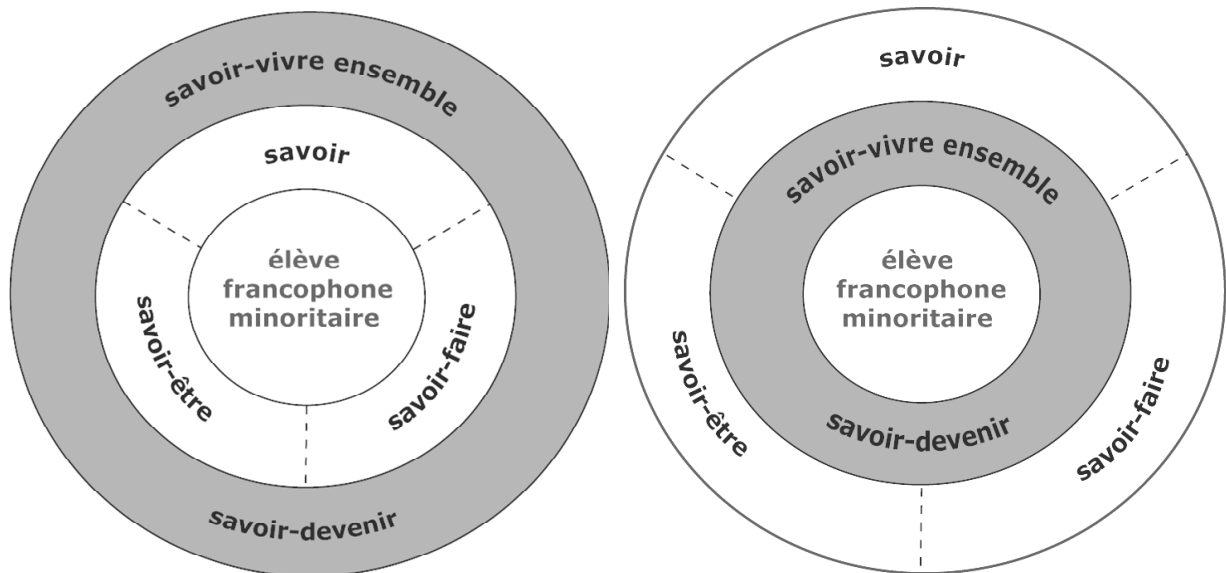 savoir-vivre ensemble
savoir
élève
francophone
minoritaire
savoir-être
savoir-faire
savoir-devenir
savoir
savoir-vivre ensemble
élève
francophone
minoritaire
savoir-être
savoir-faire
savoir-devenir